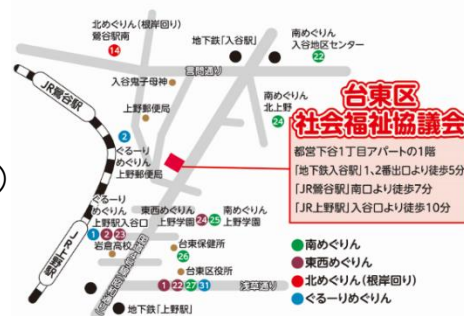 北めぐりん(根岸回り)
鶯谷駅南
14
地下鉄「入谷駅」
南めぐりん
入谷地区センター
22
言問通り
入谷鬼子母神
JR鶯谷駅
上野郵便局
南めぐりん
北上野
24
台東区
社会福祉協議会
都営下谷1丁目アパートの1階
「地下鉄入谷駅」1、2番出口より徒歩5分
「JR鶯谷駅」南口より徒歩7分
「JR上野駅」入谷口より徒歩10分
2
ぐるーり
めぐりん
上野郵便局
ぐるーり
めぐりん
上野駅入谷口
1 2 23
岩倉高校
東西めぐりん
上野学園
24 25
南めぐりん
上野学園
JR上野駅
台東保健所
26
台東区役所
1 22 27 31
浅草通り
地下鉄「上野駅」
南めぐりん
東西めぐりん
北めぐりん(根岸回り)
ぐるーりめぐりん